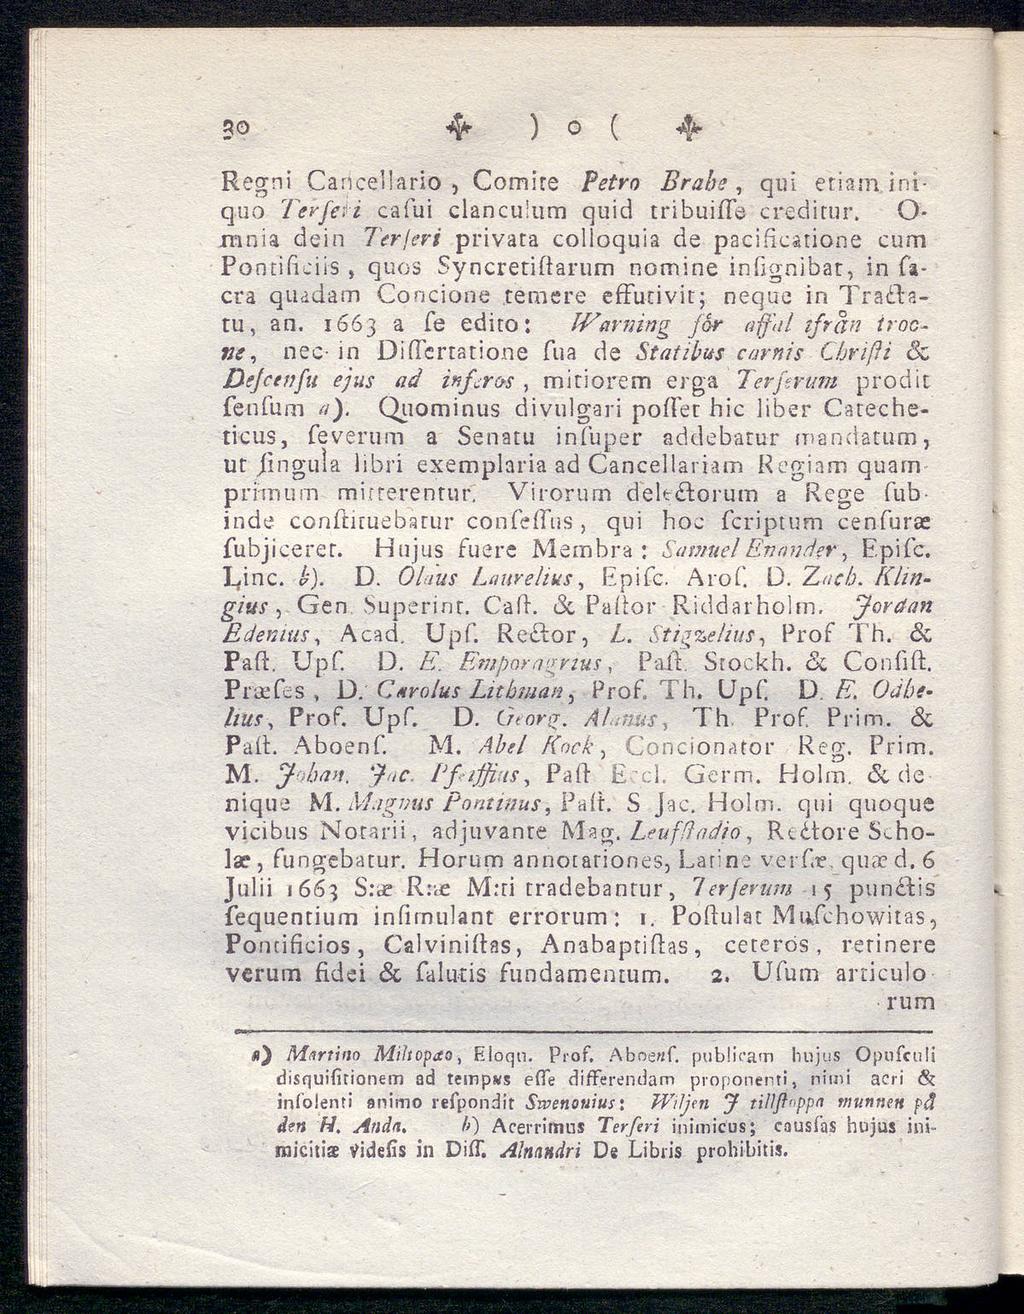 30 ) o (
Regni Cancellario, Comite Petro Brahe, qui etiam ini-
quo Terſeri caſui clanculum quid tribuiſſe creditur. O-
mnia dein Terſeri privata colloquia de pacificatione cum
Pontificiis, quos Syncretiſtarum nomine inſignibat, in ſa-
cra quadam Concione temere effutivit; neque in Tracta-
tu, an. 1663 a ſe edito: Warning för affal ifrån troo-
ne, nec in Diſſertatione ſua de Statibus carnis Chriſti &
Deſcenſu ejus ad inferos, mitiorem erga Terſerum prodit
ſenſum a). Quominus divulgari poſſet hic liber Cateche-
ticus, ſeverum a Senatu inſuper addebatur mandatum,
ut ſingula libri exemplaria ad Cancellariam Regiam quam
primum mitterentur. Virorum delectorum a Rege ſub-
inde conſtituebatur conſeſſus, qui hoc ſcriptum cenſuræ
ſubjiceret. Hujus fuere Membra: Samuel Enander, Epiſc.
Linc. b). D. Olaus Laurelius, Epiſc. Aroſ. D. Zach. Klin-
gius, Gen. Superint. Caſt. & Paſtor Riddarholm. Jordan
Edenius, Acad. Upſ. Rector, L. Stigzelius, Prof Th. &
Paſt. Upſ. D. E. Emporagrius, Paſt. Stockh. & Conſiſt.
Præſes, D. Carolus Lithman, Prof. Th. Upſ. D. E. Odhe-
lius, Prof. Upſ. D. Georg. Alanus, Th. Prof. Prim. &
Paſt. Aboenſ. M. Abel Kock, Concionator Reg. Prim.
M. Johan. Jac. Pfeiffius, Paſt Eccl. Germ. Holm. & de-
nique M. Magnus Pontinus, Paſt. S Jac. Holm. qui quoque
vicibus Notarii, adjuvante Mag. Leufſtadio, Rectore Scho-
læ, fungebatur. Horum annotationes, Latine verſæ, quæ d. 6
Julii 1663 S:æ R:æ M:ti tradebantur, Terſerum 15 punctis
ſequentium inſimulant errorum: 1. Poſtulat Muſchowitas,
Pontificios, Calviniſtas, Anabaptiſtas, ceteros, retinere
verum fidei & ſalutis fundamentum. 2. Uſum articulo-
rum
a) Martino Miltopæo, Eloqu. Prof. Aboenſ. publicam hujus Opuſculi
disquiſitionem ad tempus eſſe differendam proponenti, nimi acri &
inſolenti animo reſpondit Swenonius: Wiljen J tillſtoppa munnen på
den H. Anda. b) Acerrimus Terſeri inimicus; cauſſas hujus ini-
micitiæ videſis in Diſſ. Alnandri De Libris prohibitis.